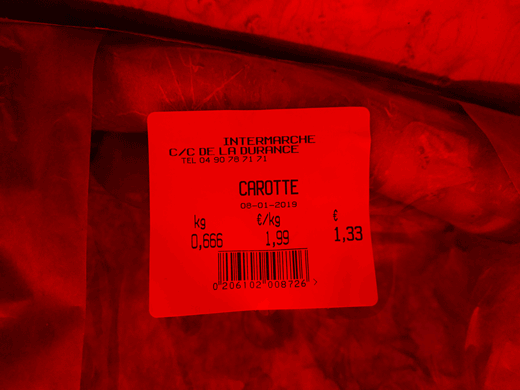 INTERMARCHE
C/C DE LA DURANCE
TEL 04 90 78 71 71
CAROTTE
08-01-2019
kg €/kg €
0,666 1,99 1,33
0 206102 008726 >